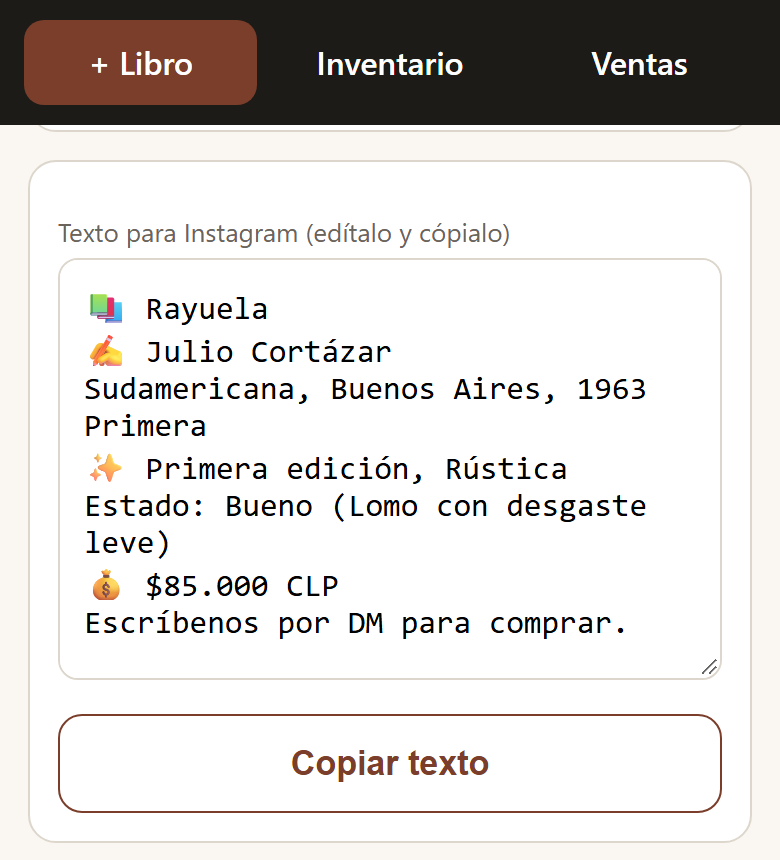 + Libro
Inventario
Ventas
Texto para Instagram (edítalo y cópialo)
📚 Rayuela
✍️ Julio Cortázar
Sudamericana, Buenos Aires, 1963
Primera
✨ Primera edición, Rústica
Estado: Bueno (Lomo con desgaste
leve)
💰 $85.000 CLP
Escríbenos por DM para comprar.
Copiar texto